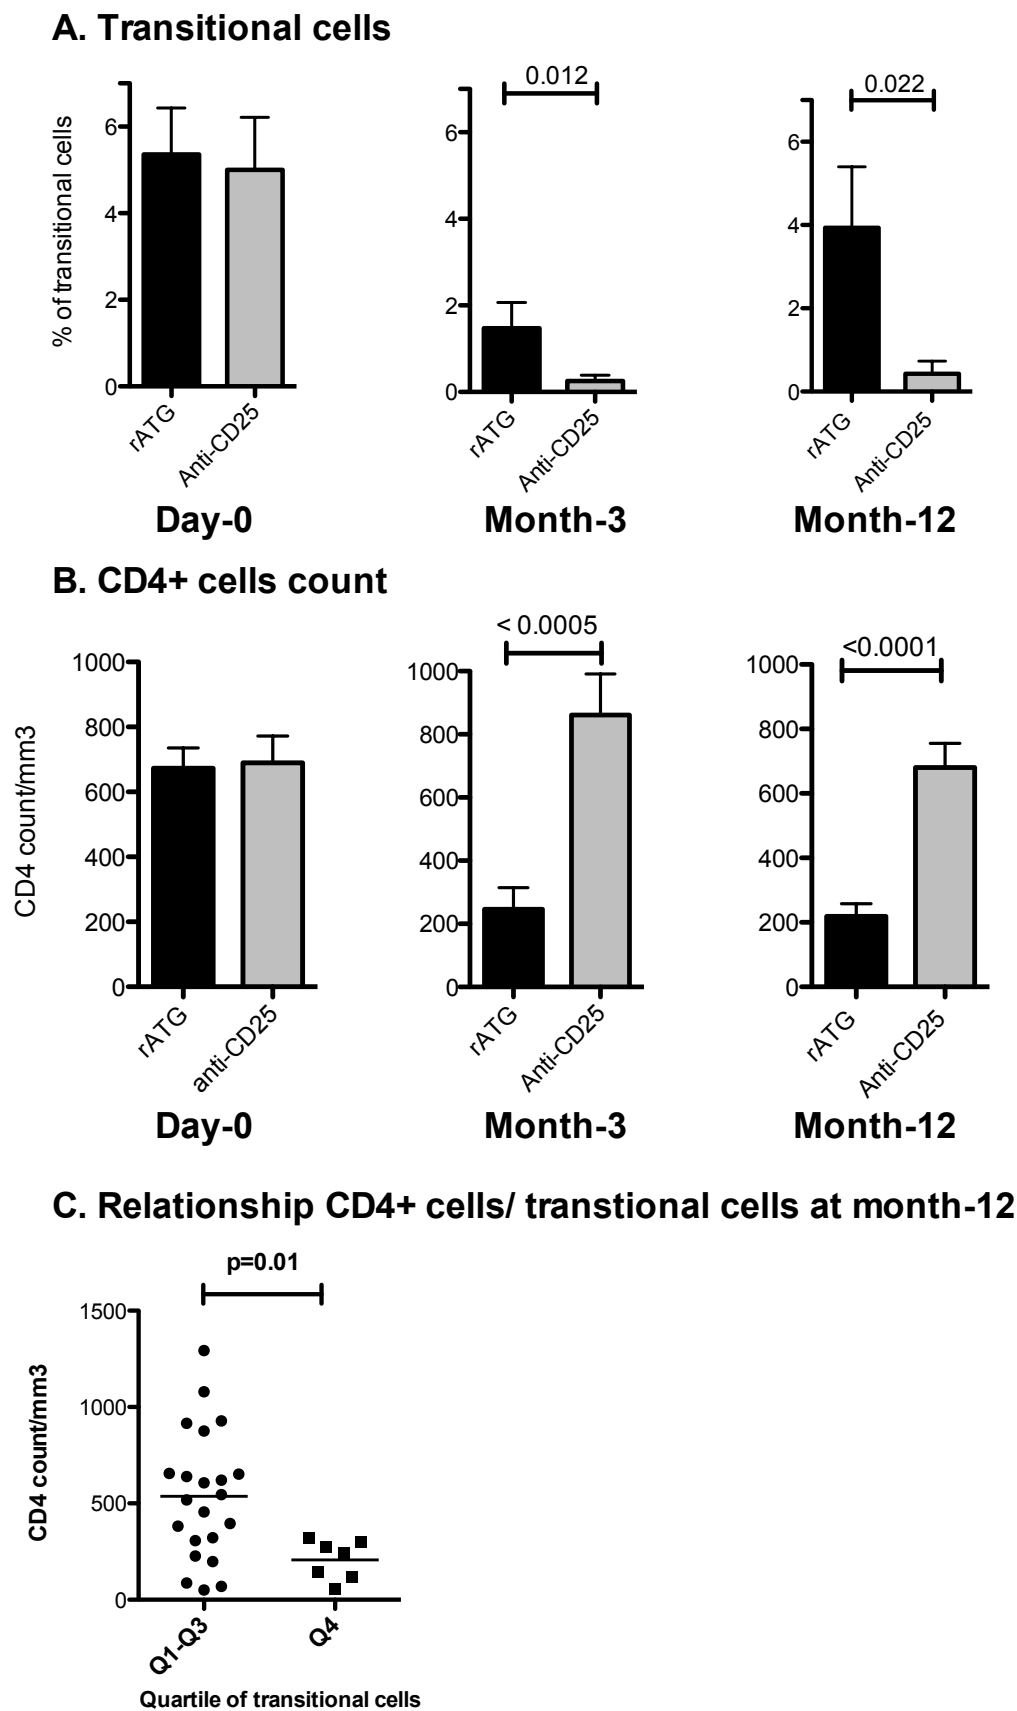 A. Transitional cells
0.012
0.022
% of transitional cells
6
4
2
0
6
4
2
0
6
4
2
0
rATG
Anti-CD25
rATG
Anti-CD25
rATG
Anti-CD25
Day-0
Month-3
Month-12
B. CD4+ cells count
< 0.0005
<0.0001
CD4 count/mm3
1000
800
600
400
200
0
1000
800
600
400
200
0
1000
800
600
400
200
0
rATG
anti-CD25
rATG
Anti-CD25
rATG
Anti-CD25
Day-0
Month-3
Month-12
C. Relationship CD4+ cells/ transtional cells at month-12
p=0.01
CD4 count/mm3
1500
1000
500
0
Q1-Q3
Q4
Quartile of transitional cells